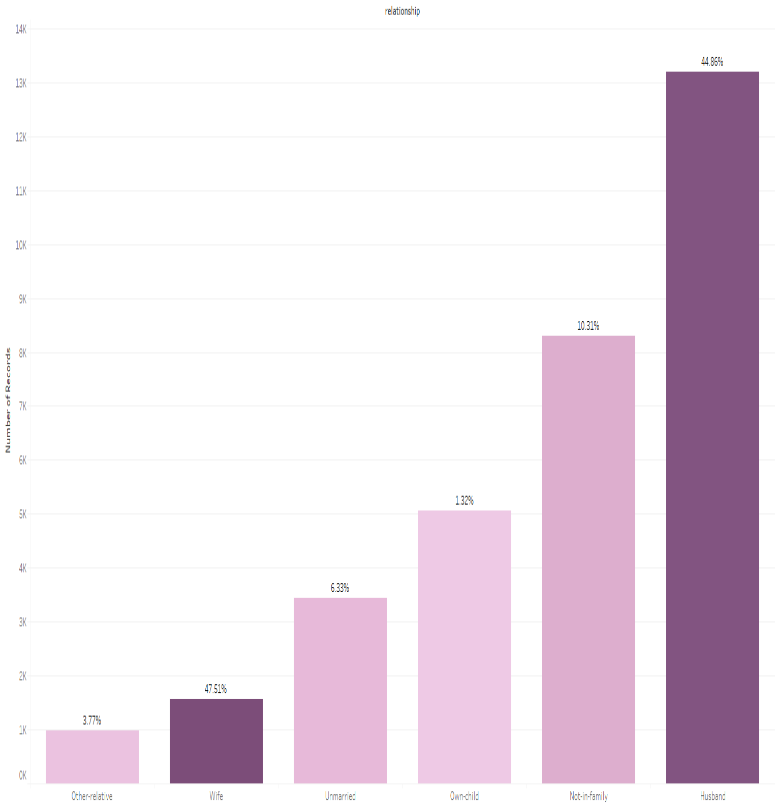 relationship
14K
13K
12K
11K
10K
9K
8K
7K
6K
5K
4K
3K
2K
1K
0K
Number of Records
3.77%
47.51%
6.33%
1.32%
10.31%
44.86%
Other-relative
Wife
Unmarried
Own-child
Not-in-family
Husband